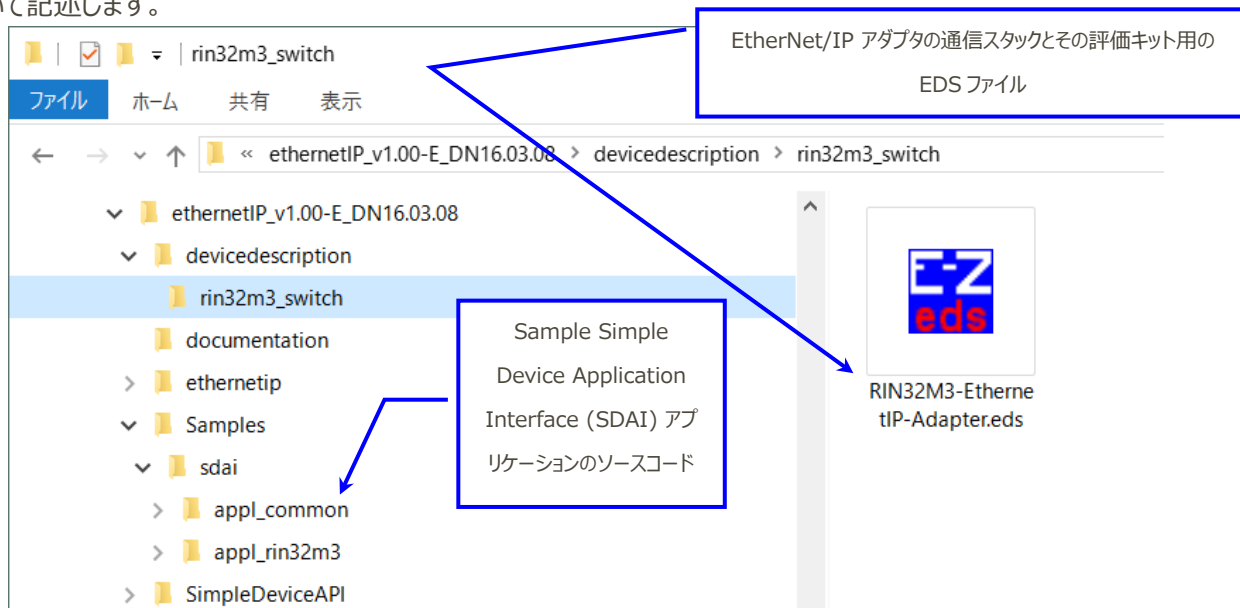 いて記述します。
rin32m3_switch
EtherNet/IP アダプタの通信スタックとその評価キット用の
EDS ファイル
ファイル ホーム 共有 表示
« ethernetIP_v1.00-E_DN16.03.08 > devicedescription > rin32m3_switch
ethernetIP_v1.00-E_DN16.03.08
devicedescription
rin32m3_switch
documentation
ethernetip
Samples
sdai
appl_common
appl_rin32m3
SimpleDeviceAPI
Sample Simple
Device Application
Interface (SDAI) アプ
リケーションのソースコード
E-Z
eds
RIN32M3-Etherne
tIP-Adapter.eds